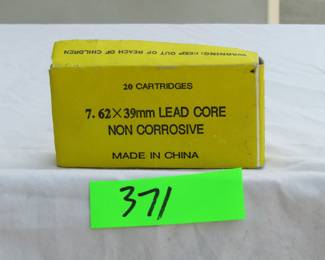 WARNING: KEEP OUT OF REACH OF CHILDREN
20 CARTRIDGES
7.62×39mm LEAD CORE
NON CORROSIVE
MADE IN CHINA
371